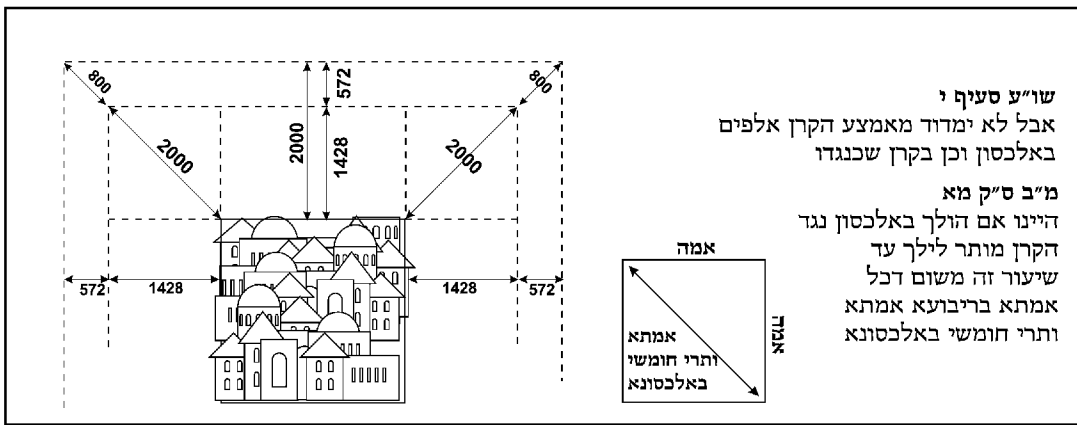 שו״ע סעיף י
אבל לא ימדוד מאמצע הקרן אלפים
באלכסון וכן בקרן שכנגדו
מ״ב ס״ק מא
היינו אם הולך באלכסון נגד
הקרן מותר לילך עד
שיעור זה משום דכל
אמתא בריבועא אמתא
ותרי חומשי באלכסונא
אמה
אמה
אמתא
ותרי חומשי
באלכסונא
800
572
800
2000
2000
1428
2000
572
1428
1428
572